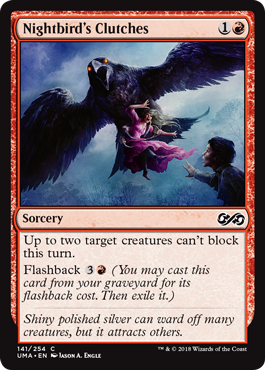 Nightbird's Clutches 1
Sorcery
Up to two target creatures can't block
this turn.
Flashback 3 (You may cast this
card from your graveyard for its
flashback cost. Then exile it.)
Shiny polished silver can ward off many
creatures, but it attracts others.
141/254 C
UMA • EN Jason A. Engle
™ & © 2018 Wizards of the Coast